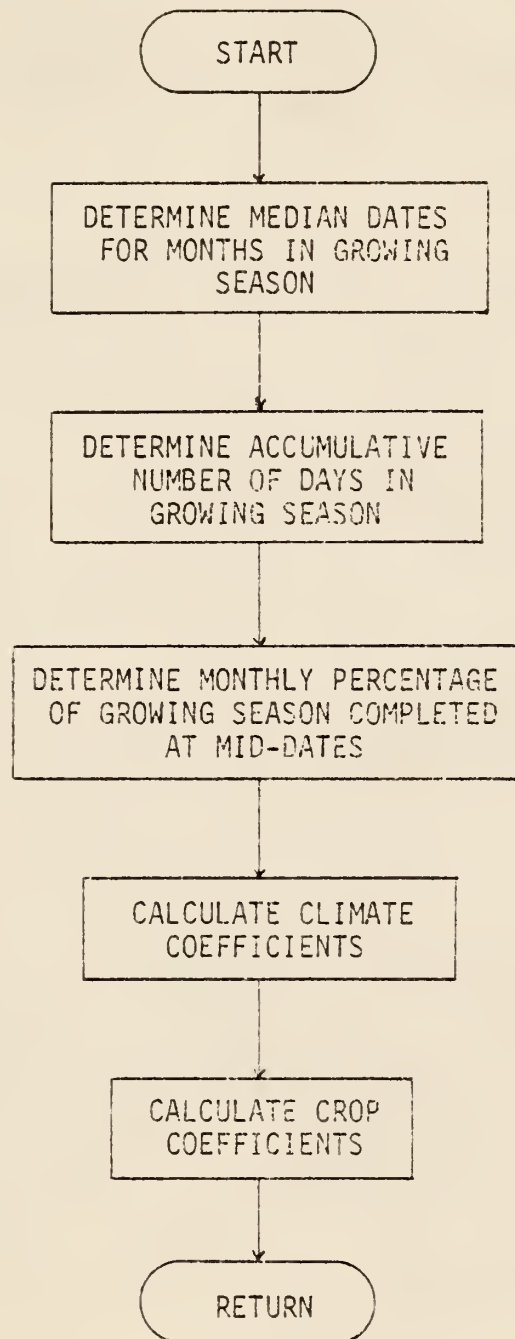 START
DETERMINE MEDIAN DATES
FOR MONTHS IN GROWING
SEASON
DETERMINE ACCUMULATIVE
NUMBER OF DAYS IN
GROWING SEASON
DETERMINE MONTHLY PERCENTAGE
OF GROWING SEASON COMPLETED
AT MID-DATES
CALCULATE CLIMATE
COEFFICIENTS
CALCULATE CROP
COEFFICIENTS
RETURN